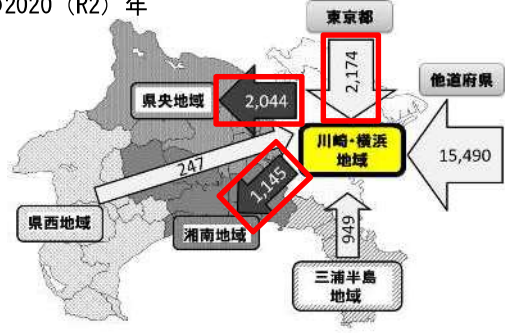 2020（R2）年
東京都
2,174
県央地域
2,044
他道府県
川崎・横浜
地域
15,490
247
1,145
県西地域
湘南地域
949
三浦半島
地域